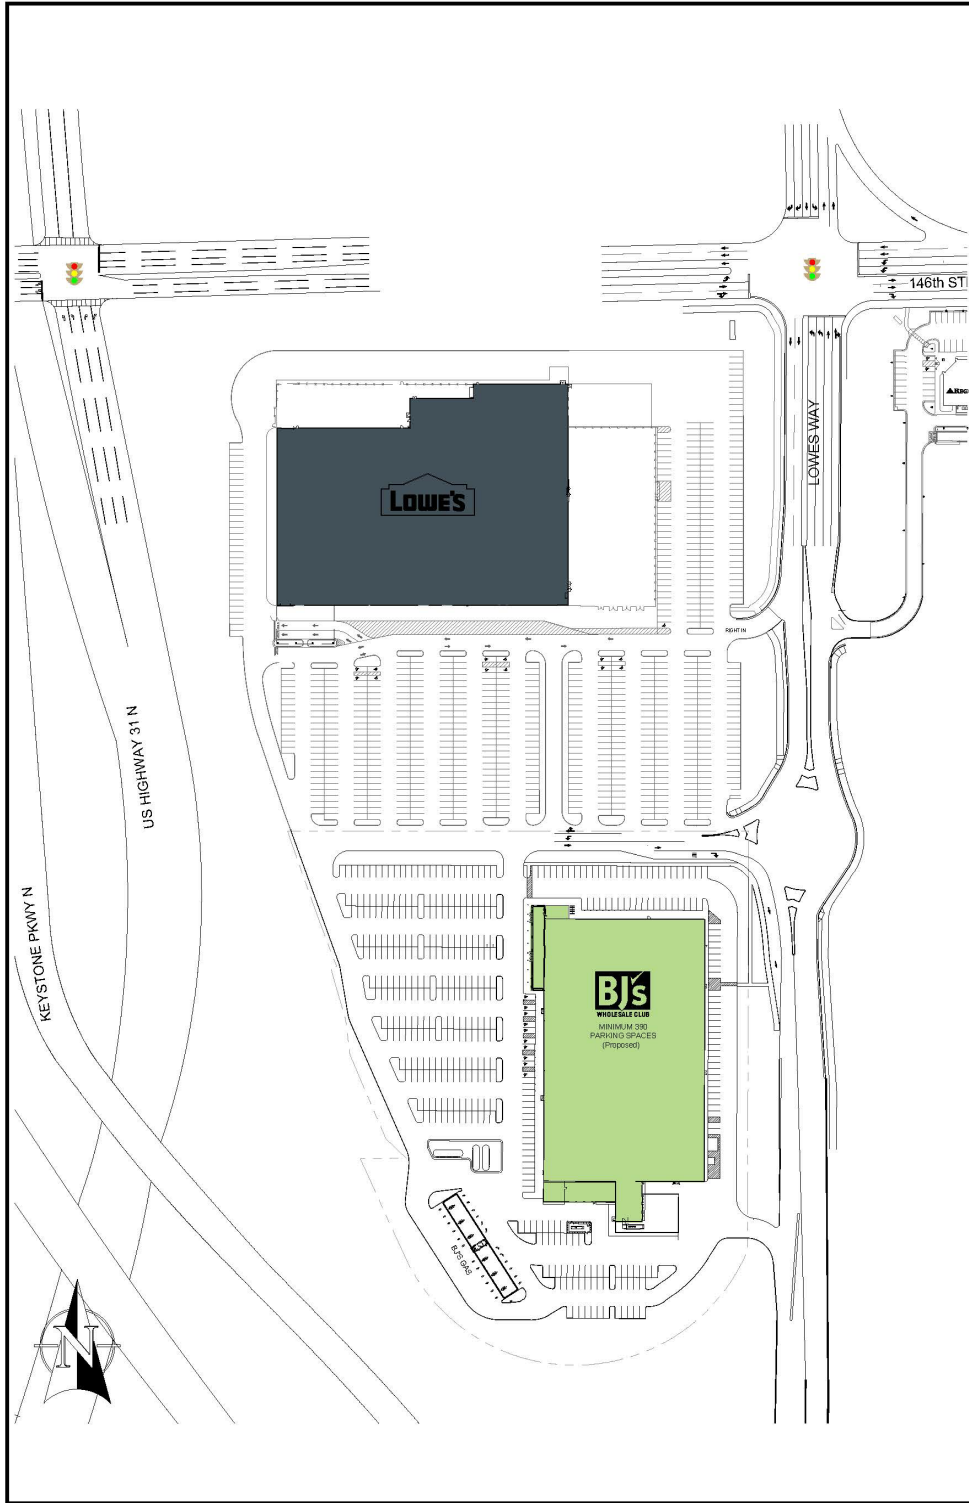 146th ST
REG
LOWES WAY
LOWE'S
RIGHT IN
US HIGHWAY 31 N
KEYSTONE PKWY N
BJ's
WHOLESALE CLUB
MINIMUM 390
PARKING SPACES
(Proposed)
BJ'S GAS
N